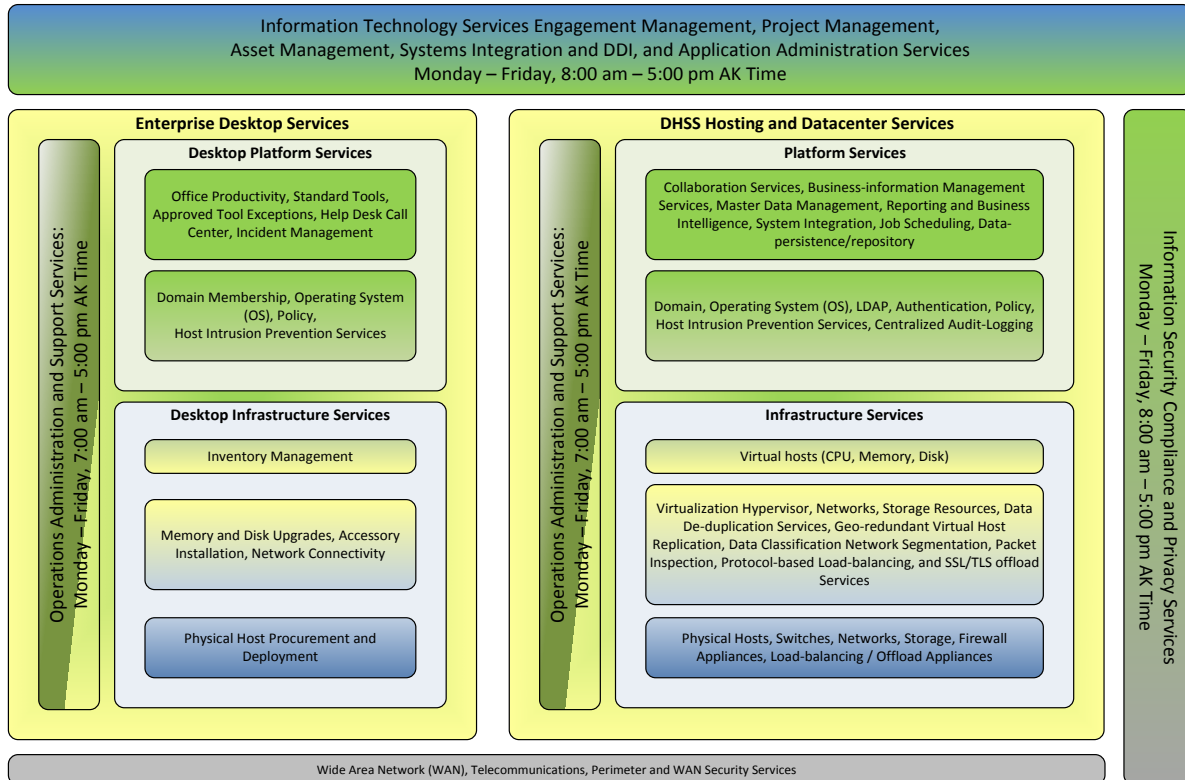 Information Technology Services Engagement Management, Project Management,
Asset Management, Systems Integration and DDI, and Application Administration Services
Monday – Friday, 8:00 am – 5:00 pm AK Time
Enterprise Desktop Services
Operations Administration and Support Services:
Monday – Friday, 7:00 am – 5:00 pm AK Time
Desktop Platform Services
Office Productivity, Standard Tools,
Approved Tool Exceptions, Help Desk Call
Center, Incident Management
Domain Membership, Operating System
(OS), Policy,
Host Intrusion Prevention Services
Desktop Infrastructure Services
Inventory Management
Memory and Disk Upgrades, Accessory
Installation, Network Connectivity
Physical Host Procurement and
Deployment
DHSS Hosting and Datacenter Services
Operations Administration and Support Services:
Monday – Friday, 7:00 am – 5:00 pm AK Time
Platform Services
Collaboration Services, Business-information Management
Services, Master Data Management, Reporting and Business
Intelligence, System Integration, Job Scheduling, Data-
persistence/repository
Domain, Operating System (OS), LDAP, Authentication, Policy,
Host Intrusion Prevention Services, Centralized Audit-Logging
Infrastructure Services
Virtual hosts (CPU, Memory, Disk)
Virtualization Hypervisor, Networks, Storage Resources, Data
De-duplication Services, Geo-redundant Virtual Host
Replication, Data Classification Network Segmentation, Packet
Inspection, Protocol-based Load-balancing, and SSL/TLS offload
Services
Physical Hosts, Switches, Networks, Storage, Firewall
Appliances, Load-balancing / Offload Appliances
Information Security Compliance and Privacy Services
Monday – Friday, 8:00 am – 5:00 pm AK Time
Wide Area Network (WAN), Telecommunications, Perimeter and WAN Security Services